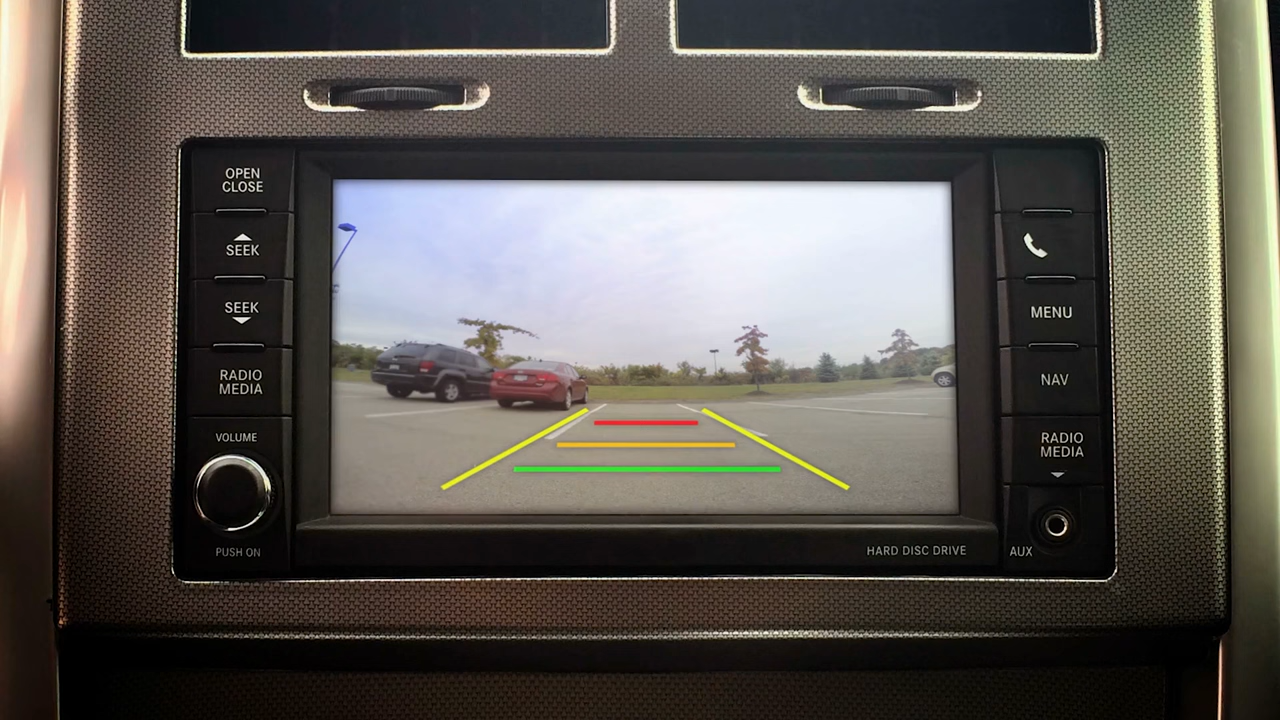 OPEN
CLOSE
SEEK
SEEK
RADIO
MEDIA
VOLUME
PUSH ON
MENU
NAV
RADIO
MEDIA
AUX
HARD DISC DRIVE